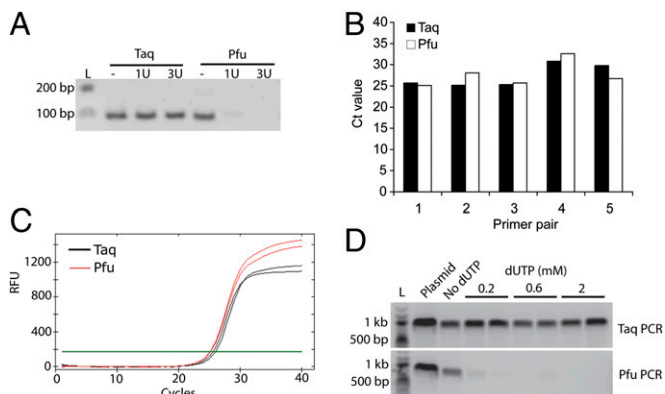 A
Taq Pfu
L - 1U 3U - 1U 3U
200 bp
100 bp
B
Taq
Pfu
Ct value
40
35
30
25
20
15
10
5
0
1 2 3 4 5
Primer pair
C
Taq
Pfu
RFU
1200
800
400
0
0 10 20 30 40
Cycles
D
L Plasmid No dUTP dUTP (mM)
0.2 0.6 2
1 kb
500 bp
Taq PCR
1 kb
500 bp
Pfu PCR